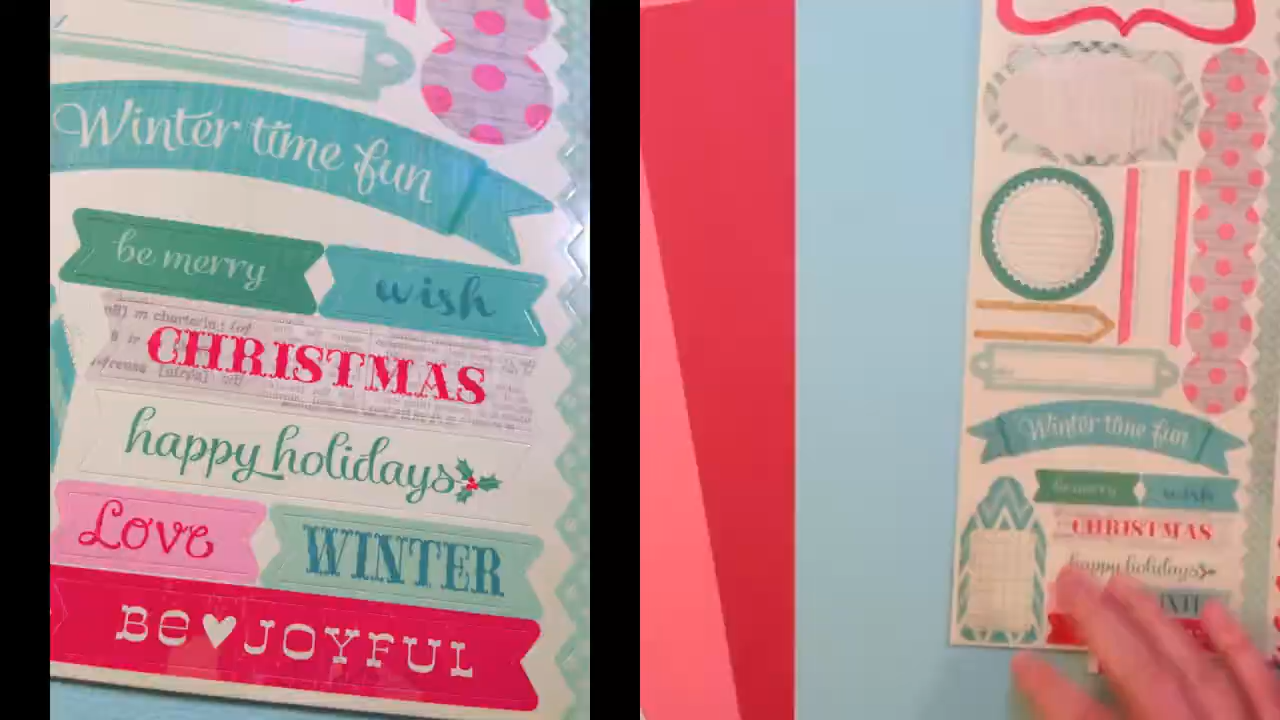 Winter time fun
be merry
wish
CHRISTMAS
happy holidays
Love
WINTER
BE♥JOYFUL
Winter time fun
be merry
wish
CHRISTMAS
happy holidays